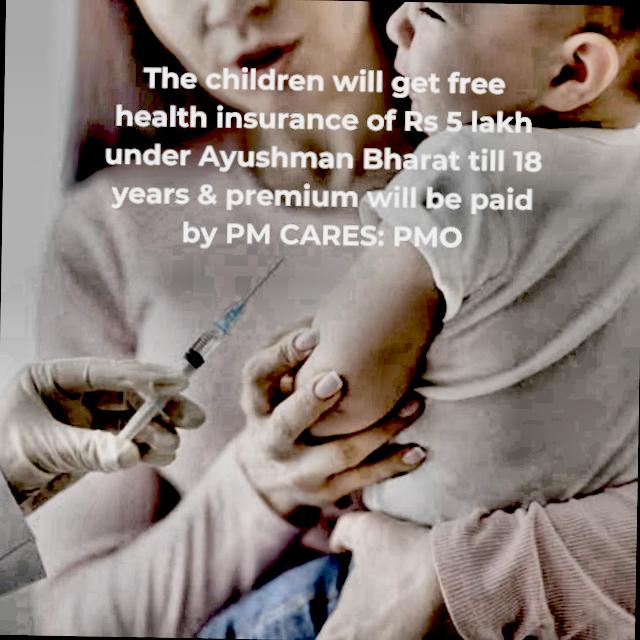 The children will get free
health insurance of Rs 5 lakh
under Ayushman Bharat till 18
years & premium will be paid
by PM CARES: PMO